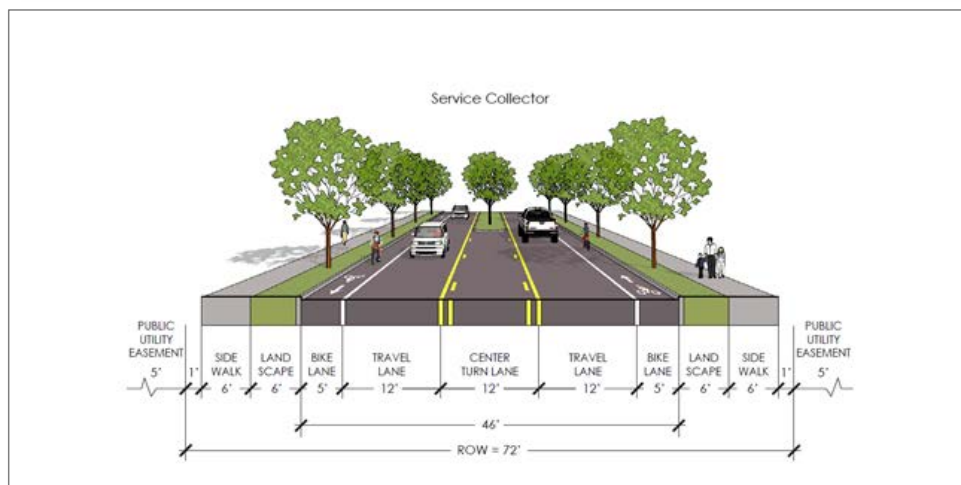 Service Collector
PUBLIC
UTILITY
EASEMENT
5'
1'
SIDE
WALK
6'
LAND
SCAPE
6'
BIKE
LANE
5'
TRAVEL
LANE
12'
CENTER
TURN LANE
12'
TRAVEL
LANE
12'
BIKE
LANE
5'
LAND
SCAPE
6'
SIDE
WALK
6'
1'
PUBLIC
UTILITY
EASEMENT
5'
46'
ROW = 72'